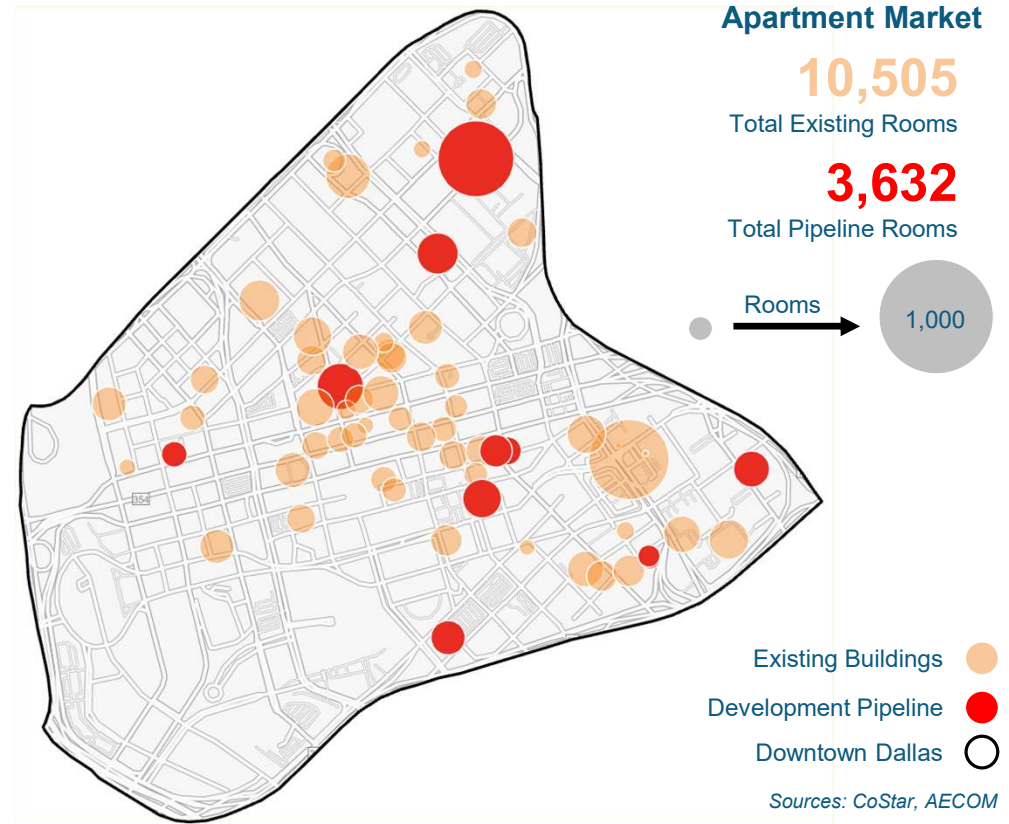 Apartment Market
10,505
Total Existing Rooms
3,632
Total Pipeline Rooms
Rooms
1,000
354
Existing Buildings
Development Pipeline
Downtown Dallas
Sources: CoStar, AECOM